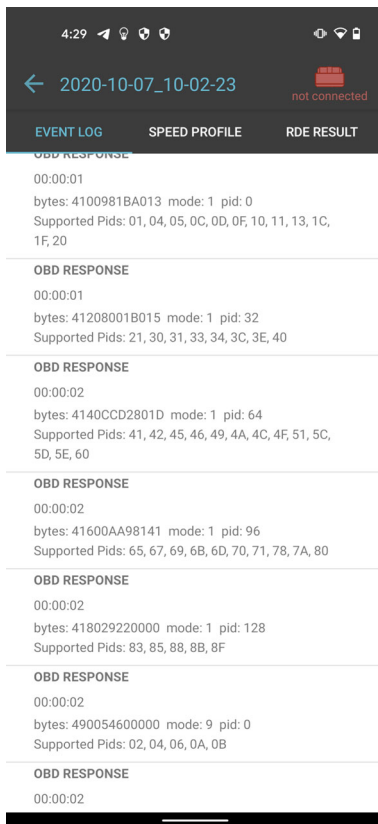 4:29
2020-10-07_10-02-23
not connected
EVENT LOG SPEED PROFILE RDE RESULT
OBD RESPONSE
00:00:01
bytes: 4100981BA013 mode: 1 pid: 0
Supported Pids: 01, 04, 05, 0C, 0D, 0F, 10, 11, 13, 1C,
1F, 20
OBD RESPONSE
00:00:01
bytes: 41208001B015 mode: 1 pid: 32
Supported Pids: 21, 30, 31, 33, 34, 3C, 3E, 40
OBD RESPONSE
00:00:02
bytes: 4140CCD2801D mode: 1 pid: 64
Supported Pids: 41, 42, 45, 46, 49, 4A, 4C, 4F, 51, 5C,
5D, 5E, 60
OBD RESPONSE
00:00:02
bytes: 41600AA98141 mode: 1 pid: 96
Supported Pids: 65, 67, 69, 6B, 6D, 70, 71, 78, 7A, 80
OBD RESPONSE
00:00:02
bytes: 418029220000 mode: 1 pid: 128
Supported Pids: 83, 85, 88, 8B, 8F
OBD RESPONSE
00:00:02
bytes: 490054600000 mode: 9 pid: 0
Supported Pids: 02, 04, 06, 0A, 0B
OBD RESPONSE
00:00:02